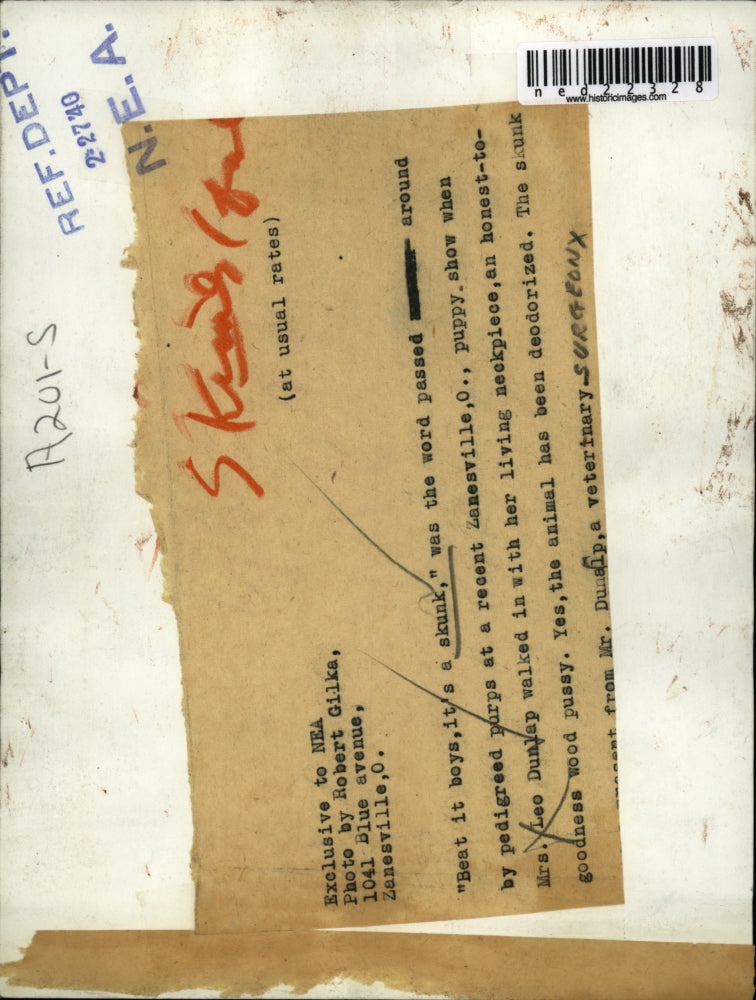 REF. DEPT.
2-27-40
N.E.A.
ned22328
www.historicimages.com
A201-S
Skunks
(at usual rates)
Exclusive to NEA
Photo by Robert Gilka,
1041 Blue avenue,
Zanesville,O.
"Beat it boys,it's a skunk," was the word passed around
by pedigreed purps at a recent Zanesville,O., puppy show when
Mrs. Leo Dunlap walked in with her living neckpiece,an honest-to-
goodness wood pussy. Yes,the animal has been deodorized. The skunk
from Mr. Dunalp,a veterinary SURGEON X